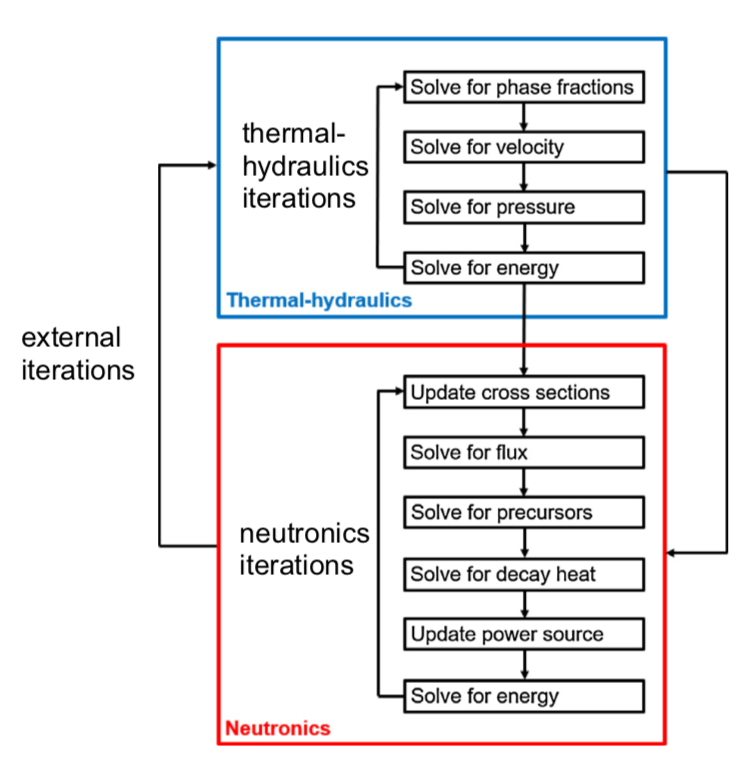 Solve for phase fractions
thermal-
hydraulics
iterations
Solve for velocity
Solve for pressure
Solve for energy
Thermal-hydraulics
external
iterations
Update cross sections
Solve for flux
Solve for precursors
neutronics
iterations
Solve for decay heat
Update power source
Solve for energy
Neutronics